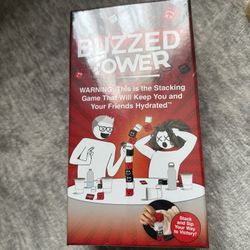 BUZZED
TOWER
WARNING: This is the Stacking
Game That Will Keep You and
Your Friends Hydrated™
Stack
and Sip
Your Way
to Victory!